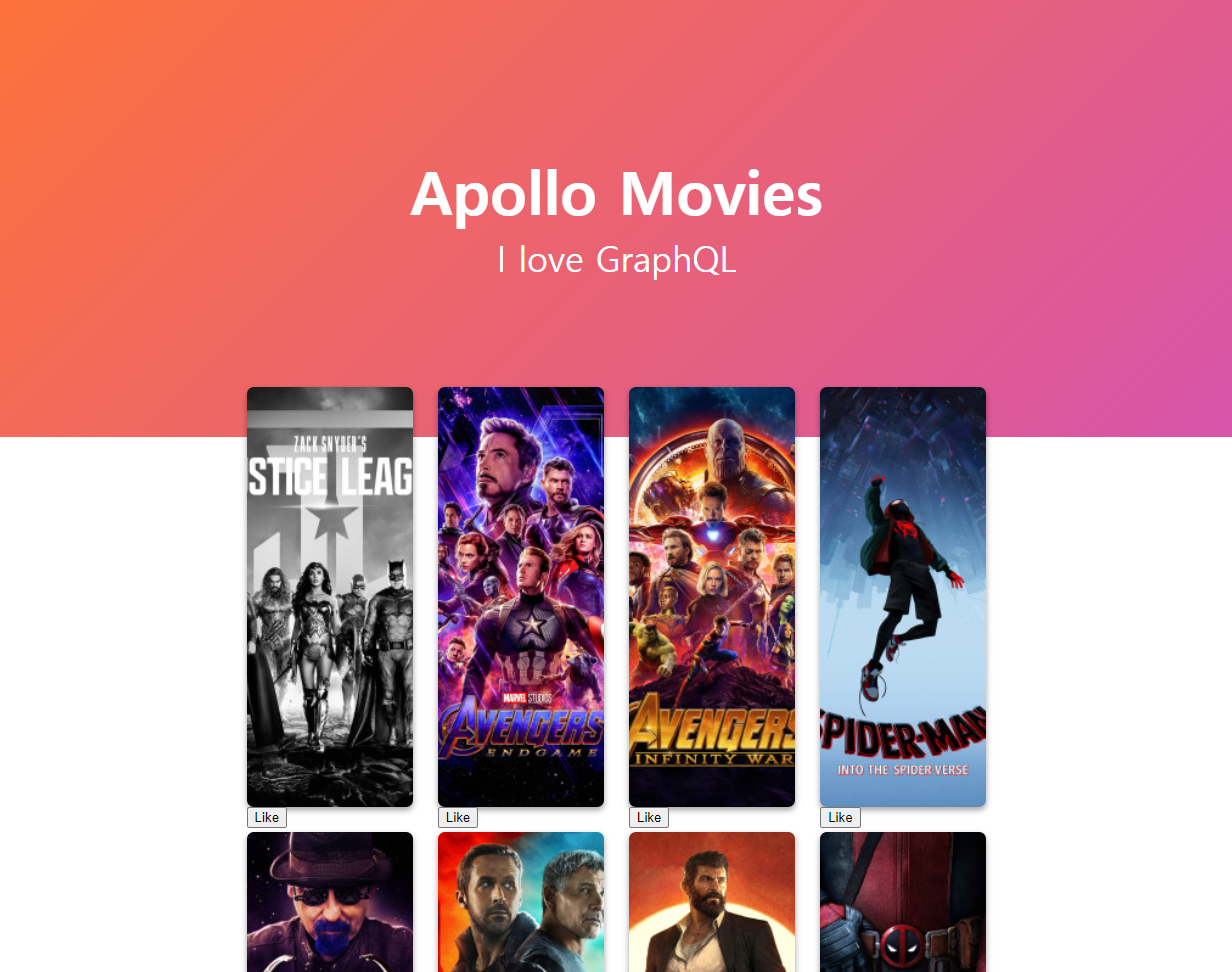 Apollo Movies
I love GraphQL
ZACK SNYDER'S
STICE LEAG
MARVEL STUDIOS
AVENGERS
ENDGAME
AVENGERS
INFINITY WAR
SPIDER-MAN
INTO THE SPIDER-VERSE
Like
Like
Like
Like